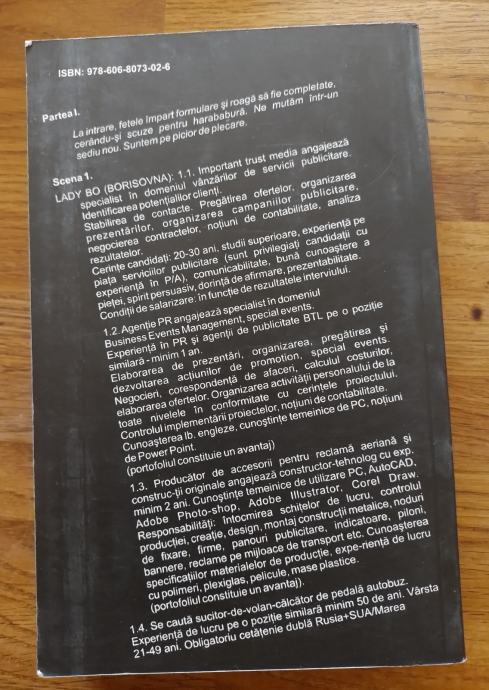 ISBN: 978-606-8073-02-6
Partea I.
La intrare, fetele împart formulare şi roagă să fie completate,
cerându-şi scuze pentru harababură. Ne mutăm într-un
sediu nou. Suntem pe picior de plecare.
Scena 1.
LADY BO (BORISOVNA): 1.1. Important trust media angajează
specialist în domeniul vânzărilor de servicii publicitare.
Identificarea potenţialilor clienţi.
Stabilirea de contacte. Pregătirea ofertelor, organizarea
prezentărilor, organizarea campaniilor publicitare,
negocierea contractelor, noţiuni de contabilitate, analiza
rezultatelor.
Cerinţe candidaţi: 20-30 ani, studii superioare, experienţă pe
piaţa serviciilor publicitare (sunt privilegiaţi candidaţii cu
experienţă în P/A), comunicabilitate, bună cunoaştere a
pieţei, spirit persuasiv, dorinţă de afirmare, prezentabilitate.
Condiţii de salarizare: în funcţie de rezultatele interviului.
1.2. Agenţie PR angajează specialist în domeniul
Business Events Management, special events.
Experienţă în PR şi agenţii de publicitate BTL pe o poziţie
similară - minim 1 an.
Elaborarea de prezentări, organizarea, pregătirea şi
dezvoltarea acţiunilor de promotion, special events.
Negocieri, corespondenţă de afaceri, calculul costurilor,
elaborarea ofertelor. Organizarea activităţii personalului de la
toate nivelele în conformitate cu cerinţele proiectului.
Controlul implementării proiectelor, noţiuni de contabilitate.
Cunoaşterea lb. engleze, cunoştinţe temeinice de PC, noţiuni
de Power Point.
(portofoliul constituie un avantaj)
1.3. Producător de accesorii pentru reclamă aeriană şi
construc-ţii originale angajează constructor-tehnolog cu exp.
minim 2 ani. Cunoştinţe temeinice de utilizare PC, AutoCAD,
Adobe Photo-shop, Adobe Illustrator, Corel Draw.
Responsabilităţi: întocmirea schiţelor de lucru, controlul
producţiei, creaţie, design, montaj construcţii metalice, noduri
de fixare, firme, panouri publicitare, indicatoare, piloni,
bannere, reclame pe mijloace de transport etc. Cunoaşterea
specificaţiilor materialelor de producţie, expe-rienţă de lucru
cu polimeri, plexiglas, pelicule, mase plastice.
(portofoliul constituie un avantaj).
1.4. Se caută sucitor-de-volan-călcător de pedală autobuz.
Experienţă de lucru pe o poziţie similară minim 50 de ani. Vârsta
21-49 ani. Obligatoriu cetăţenie dublă Rusia+SUA/Marea